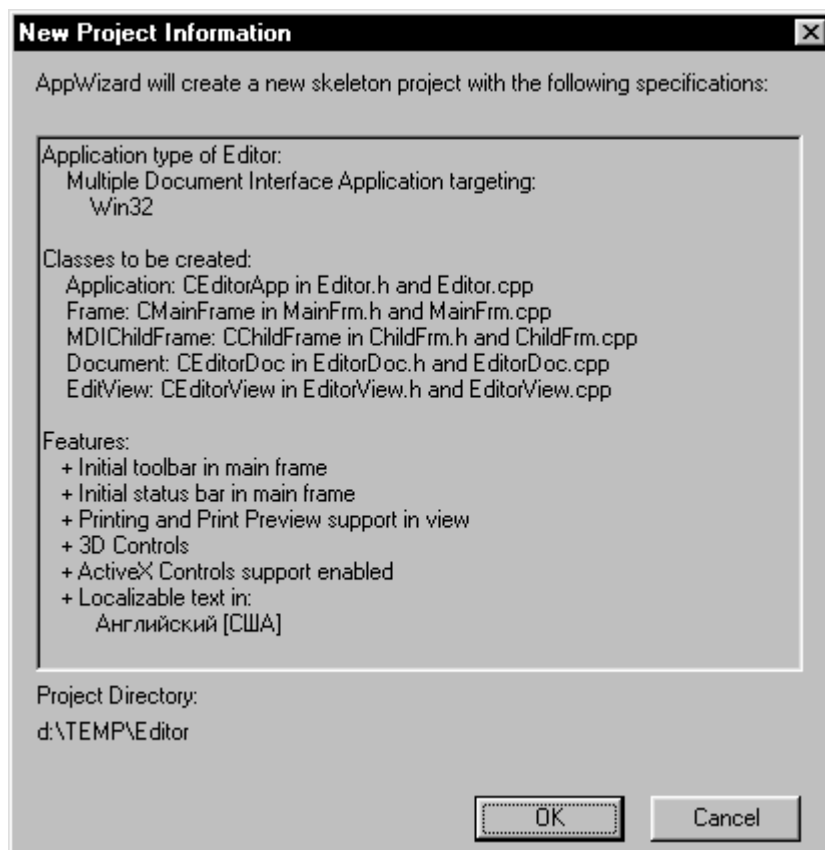 New Project Information
AppWizard will create a new skeleton project with the following specifications:
Application type of Editor:
Multiple Document Interface Application targeting:
Win32
Classes to be created:
Application: CEditorApp in Editor.h and Editor.cpp
Frame: CMainFrame in MainFrm.h and MainFrm.cpp
MDIChildFrame: CChildFrame in ChildFrm.h and ChildFrm.cpp
Document: CEditorDoc in EditorDoc.h and EditorDoc.cpp
EditView: CEditorView in EditorView.h and EditorView.cpp
Features:
+ Initial toolbar in main frame
+ Initial status bar in main frame
+ Printing and Print Preview support in view
+ 3D Controls
+ ActiveX Controls support enabled
+ Localizable text in:
Английский [США]
Project Directory:
d:\TEMP\Editor
OK Cancel